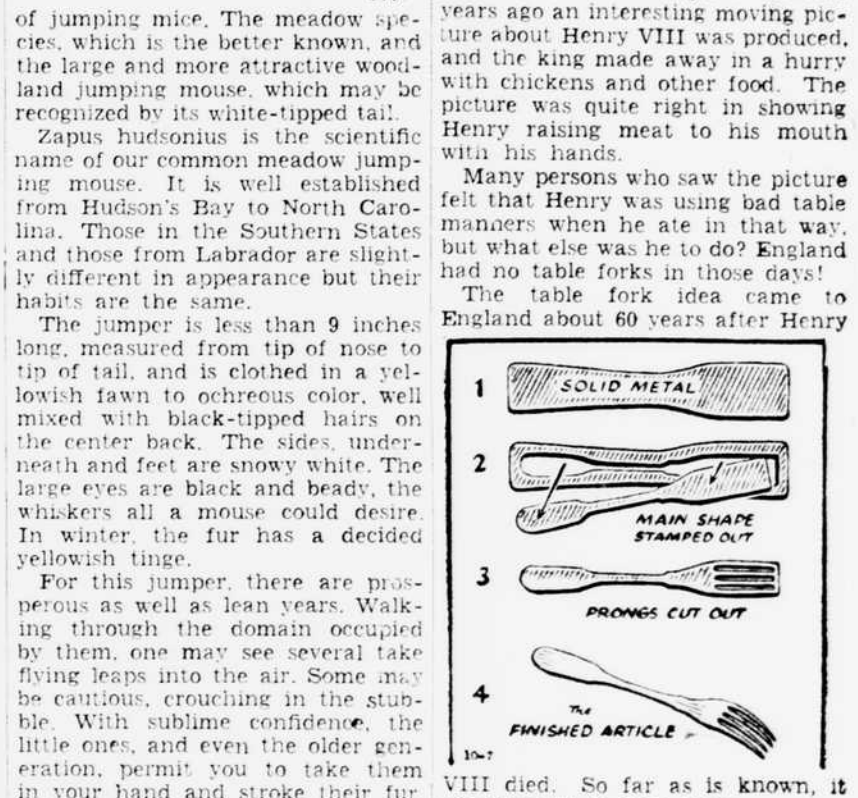 of jumping mice. The meadow spe-
cies, which is the better known, and
the large and more attractive wood-
land jumping mouse, which may be
recognized by its white-tipped tail.
Zapus hudsonius is the scientific
name of our common meadow jump-
ing mouse. It is well established
from Hudson's Bay to North Caro-
lina. Those in the Southern States
and those from Labrador are slight-
ly different in appearance but their
habits are the same.
The jumper is less than 9 inches
long, measured from tip of nose to
tip of tail, and is clothed in a yel-
lowish fawn to ochreous color, well
mixed with black-tipped hairs on
the center back. The sides, under-
neath and feet are snowy white. The
large eyes are black and beady, the
whiskers all a mouse could desire.
In winter, the fur has a decided
yellowish tinge.
For this jumper, there are pros-
perous as well as lean years. Walk-
ing through the domain occupied
by them, one may see several take
flying leaps into the air. Some may
be cautious, crouching in the stub-
ble. With sublime confidence, the
little ones, and even the older gen-
eration, permit you to take them
in your hand and stroke their fur
years ago an interesting moving pic-
ture about Henry VIII was produced,
and the king made away in a hurry
with chickens and other food. The
picture was quite right in showing
Henry raising meat to his mouth
with his hands.
Many persons who saw the picture
felt that Henry was using bad table
manners when he ate in that way,
but what else was he to do? England
had no table forks in those days!
The table fork idea came to
England about 60 years after Henry
1 SOLID METAL
2
MAIN SHAPE
STAMPED OUT
3
PRONGS CUT OUT
4
The
FINISHED ARTICLE
10-7
VIII died. So far as is known, it